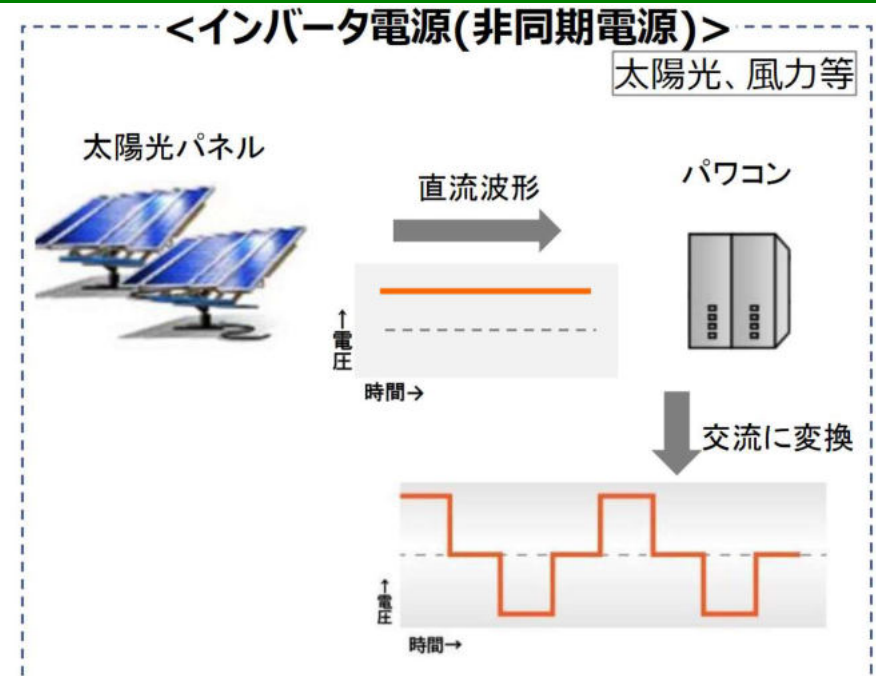 <インバータ電源(非同期電源)>
太陽光、風力等
太陽光パネル
直流波形
パワコン
↑電圧
時間→
交流に変換
↑電圧
時間→